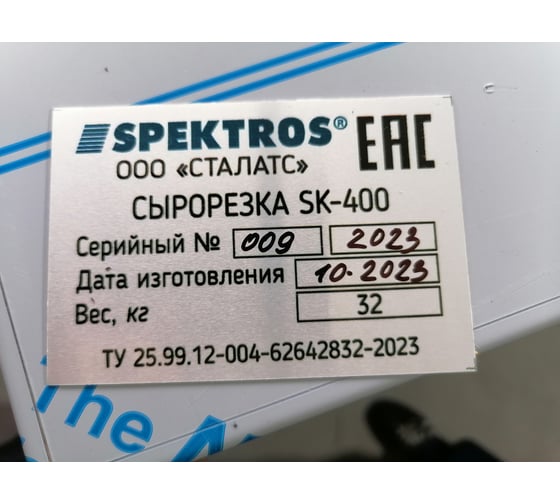 SPEKTROS®
EAC
ООО «СТАЛАТС»
СЫРОРЕЗКА SK-400
Серийный № 009 2023
Дата изготовления 10.2023
Вес, кг 32
ТУ 25.99.12-004-62642832-2023
The